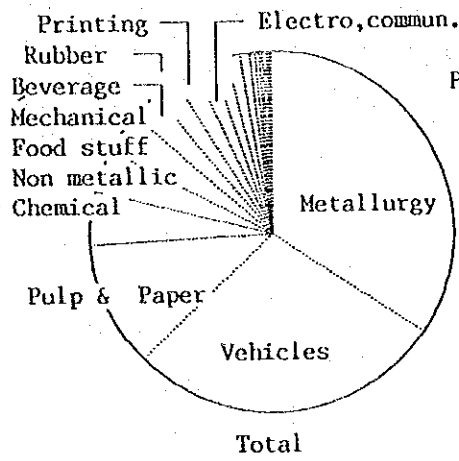 Printing
Electro,commun.
Rubber
Beverage
Mechanical
Food stuff
Non metallic
Chemical
Metallurgy
Pulp & Paper
Vehicles
Total
P